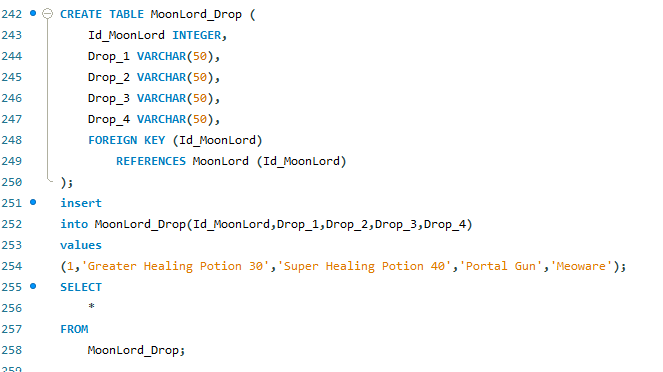 242 CREATE TABLE MoonLord_Drop (
243 Id_MoonLord INTEGER,
244 Drop_1 VARCHAR(50),
245 Drop_2 VARCHAR(50),
246 Drop_3 VARCHAR(50),
247 Drop_4 VARCHAR(50),
248 FOREIGN KEY (Id_MoonLord)
249 REFERENCES MoonLord (Id_MoonLord)
250 );
251 insert
252 into MoonLord_Drop(Id_MoonLord,Drop_1,Drop_2,Drop_3,Drop_4)
253 values
254 (1,'Greater Healing Potion 30','Super Healing Potion 40','Portal Gun','Meoware');
255 SELECT
256 *
257 FROM
258 MoonLord_Drop;
259